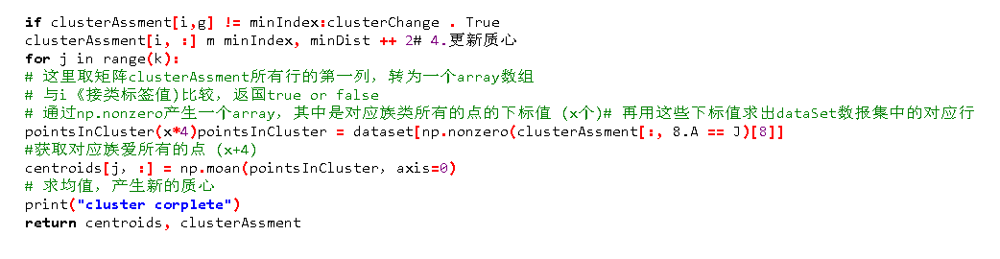 if clusterAssment[i,g] != minIndex:clusterChange . True
clusterAssment[i, :] m minIndex, minDist ++ 2# 4.更新质心
for j in range(k):
# 这里取矩阵clusterAssment所有行的第一列, 转为一个array数组
# 与i《接类标签值)比较, 返国true or false
# 通过np.nonzero产生一个array, 其中是对应族类所有的点的下标值 (x个)# 再用这些下标值求出dataSet数报集中的对应行
pointsInCluster(x*4)pointsInCluster = dataset[np.nonzero(clusterAssment[:, 8.A == J)[8]]
#获取对应族爱所有的点 (x+4)
centroids[j, :] = np.moan(pointsInCluster, axis=0)
# 求均值, 产生新的质心
print("cluster corplete")
return centroids, clusterAssment